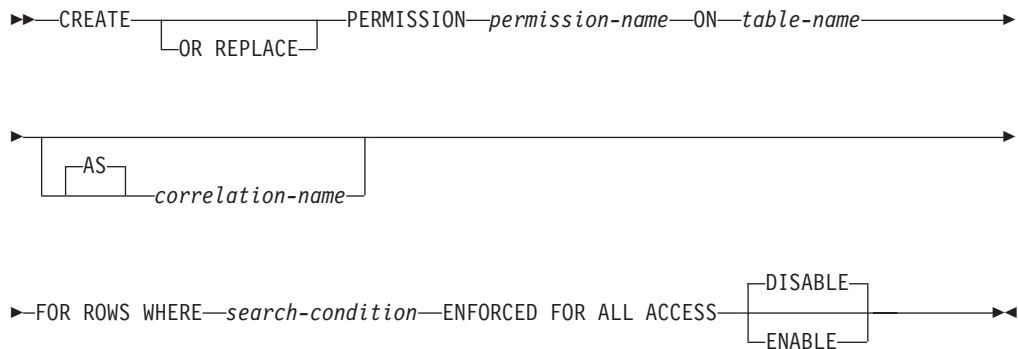 CREATE PERMISSION permission-name ON table-name
OR REPLACE
AS
correlation-name
DISABLE
FOR ROWS WHERE search-condition ENFORCED FOR ALL ACCESS
ENABLE